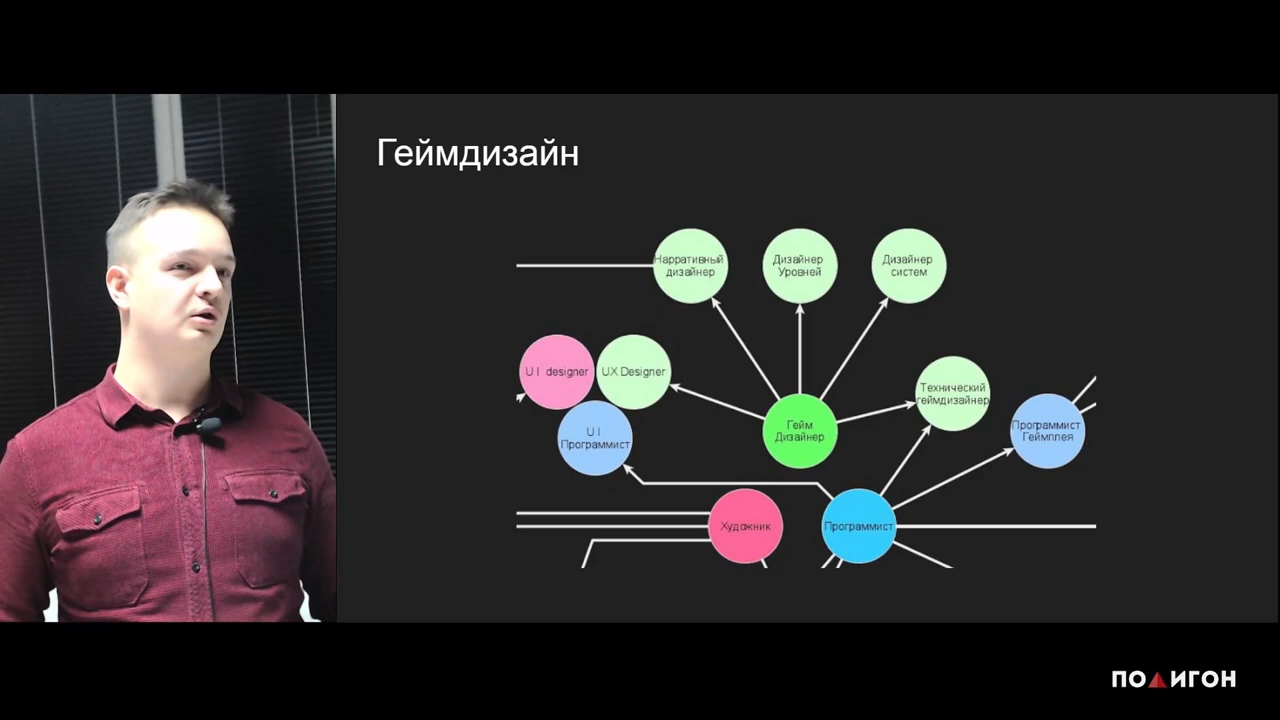 Геймдизайн
Нарративный
дизайнер
Дизайнер
Уровней
Дизайнер
систем
U I designer
UX Designer
Технический
геймдизайнер
U I
Программист
Гейм
Дизайнер
Программист
Геймплея
Художник
Программист
ПОЛИГОН